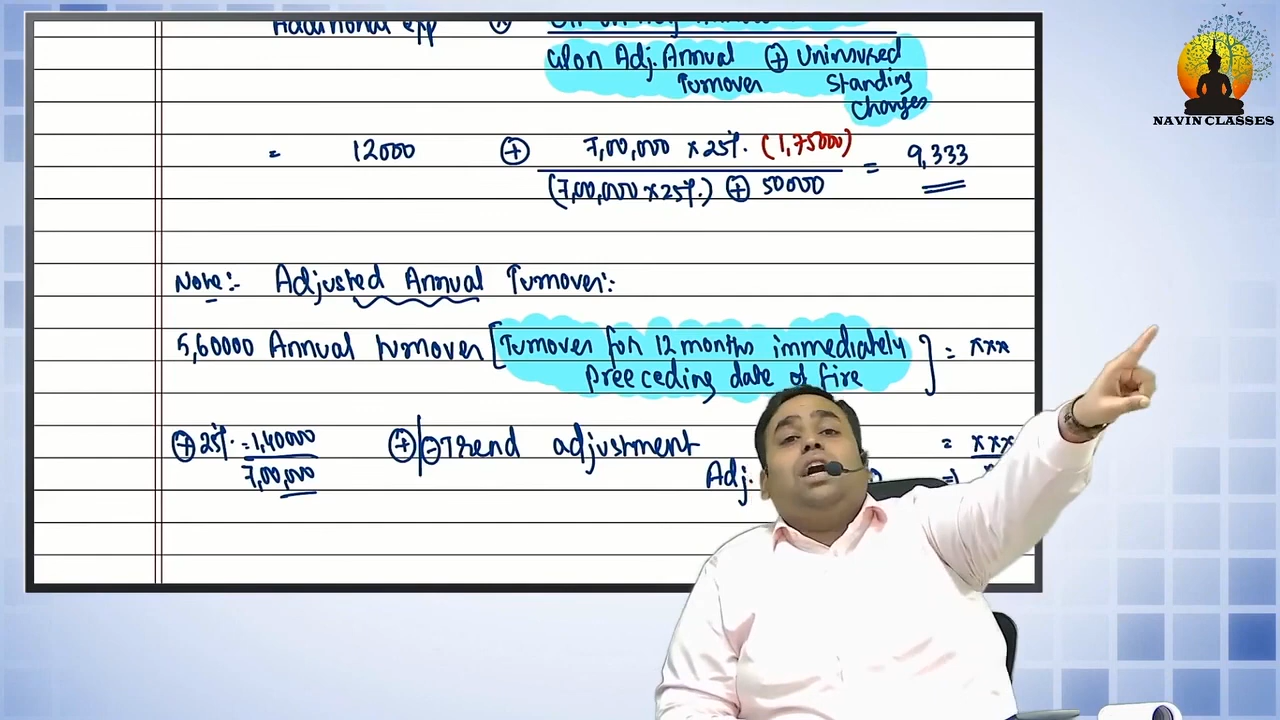 Additional exp
G/P on Adj. Annual ⊕ Uninsured
Turnover Standing
Charges
NAVIN CLASSES
= 12000 ⊕ 7,00,000 x 25%. (1,75000) = 9,333
(7,00,000 x 25%.) ⊕ 50000
Note:- Adjusted Annual Turnover:-
5,60000 Annual turnover [Turnover for 12 months immediately ] = xxx
preeceding date of fire
⊕ 25%. = 1,40000 ⊕/⊖ Trend adjustment = xxx
7,00,000
Adj.